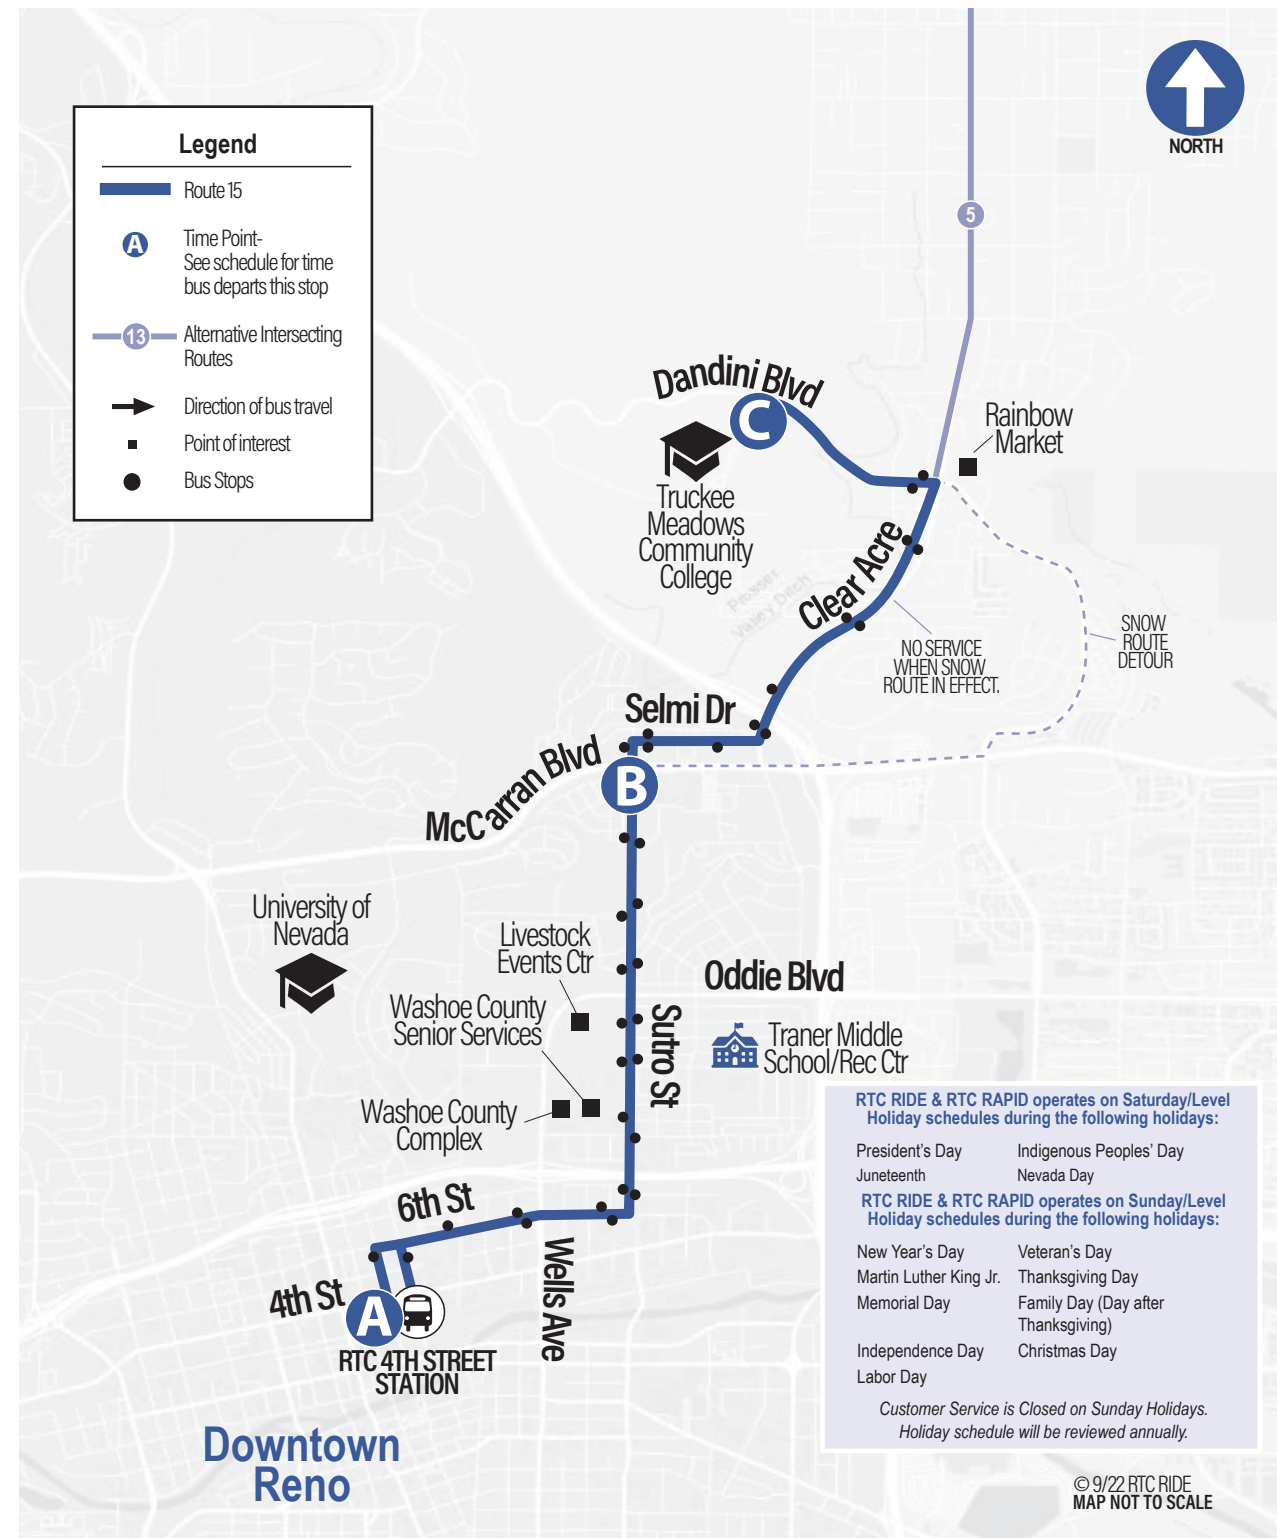 NORTH
Legend
Route 15
A
Time Point-
See schedule for time
bus departs this stop
13
Alternative Intersecting
Routes
Direction of bus travel
Point of interest
Bus Stops
5
Dandini Blvd
C
Rainbow
Market
Truckee
Meadows
Community
College
Clear Acre
Prosser
Valley Ditch
NO SERVICE
WHEN SNOW
ROUTE IN EFFECT.
SNOW
ROUTE
DETOUR
Selmi Dr
McCarran Blvd
B
University of
Nevada
Livestock
Events Ctr
Oddie Blvd
Washoe County
Senior Services
Sutro St
Traner Middle
School/Rec Ctr
Washoe County
Complex
6th St
Wells Ave
4th St
A
RTC 4TH STREET
STATION
Downtown
Reno
RTC RIDE & RTC RAPID operates on Saturday/Level
Holiday schedules during the following holidays:
President's Day Indigenous Peoples' Day
Juneteenth Nevada Day
RTC RIDE & RTC RAPID operates on Sunday/Level
Holiday schedules during the following holidays:
New Year's Day Veteran's Day
Martin Luther King Jr. Thanksgiving Day
Memorial Day Family Day (Day after
Thanksgiving)
Independence Day Christmas Day
Labor Day
Customer Service is Closed on Sunday Holidays.
Holiday schedule will be reviewed annually.
© 9/22 RTC RIDE
MAP NOT TO SCALE